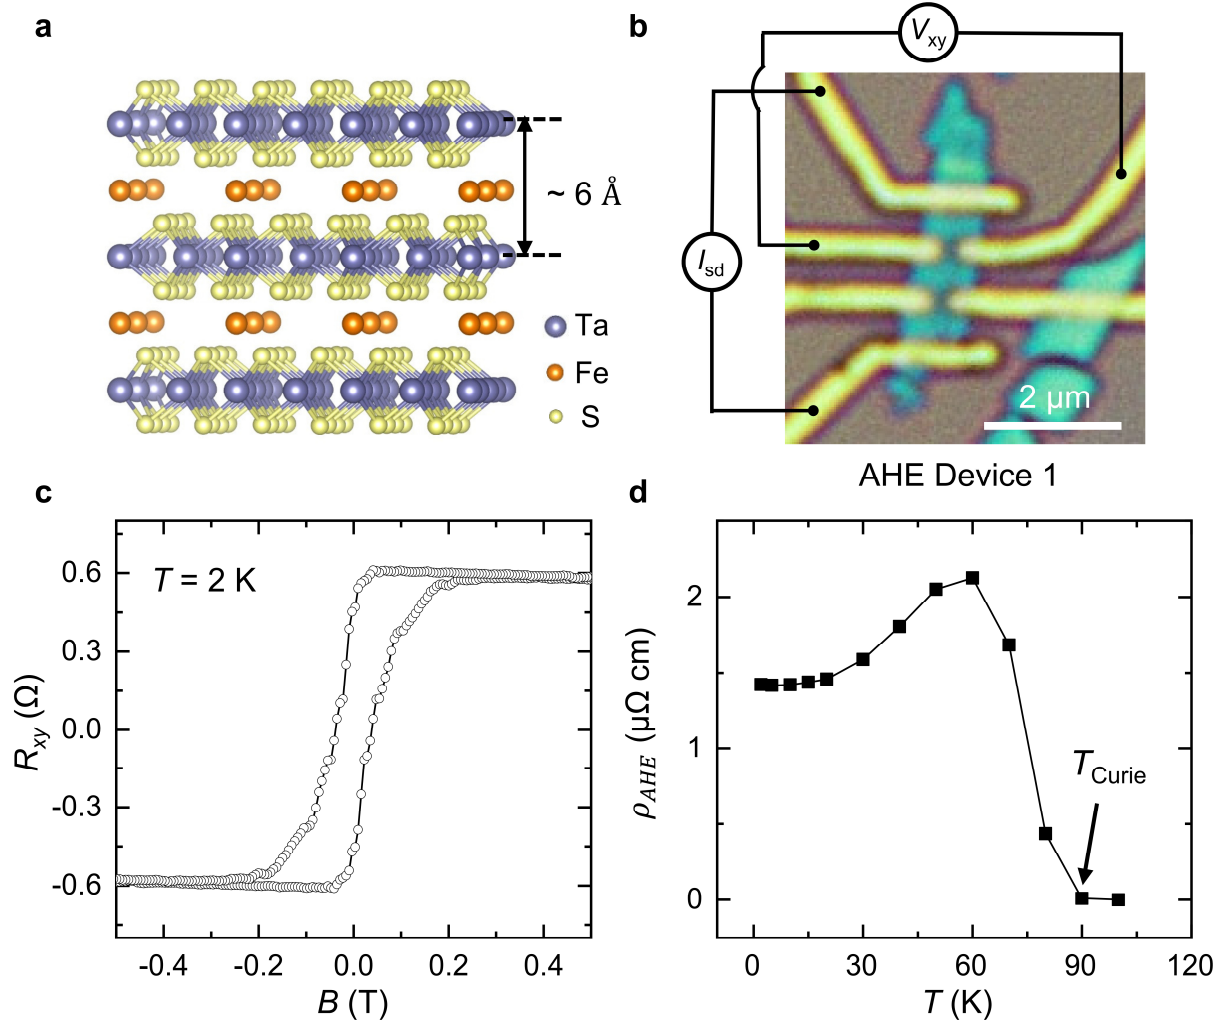 a
~ 6 Å
Ta
Fe
S
b
Vxy
Isd
2 μm
AHE Device 1
c
T = 2 K
0.6
0.3
0.0
-0.3
-0.6
Rxy (Ω)
-0.4 -0.2 0.0 0.2 0.4
B (T)
d
2
1
0
ρAHE (μΩ cm)
TCurie
0 30 60 90 120
T (K)